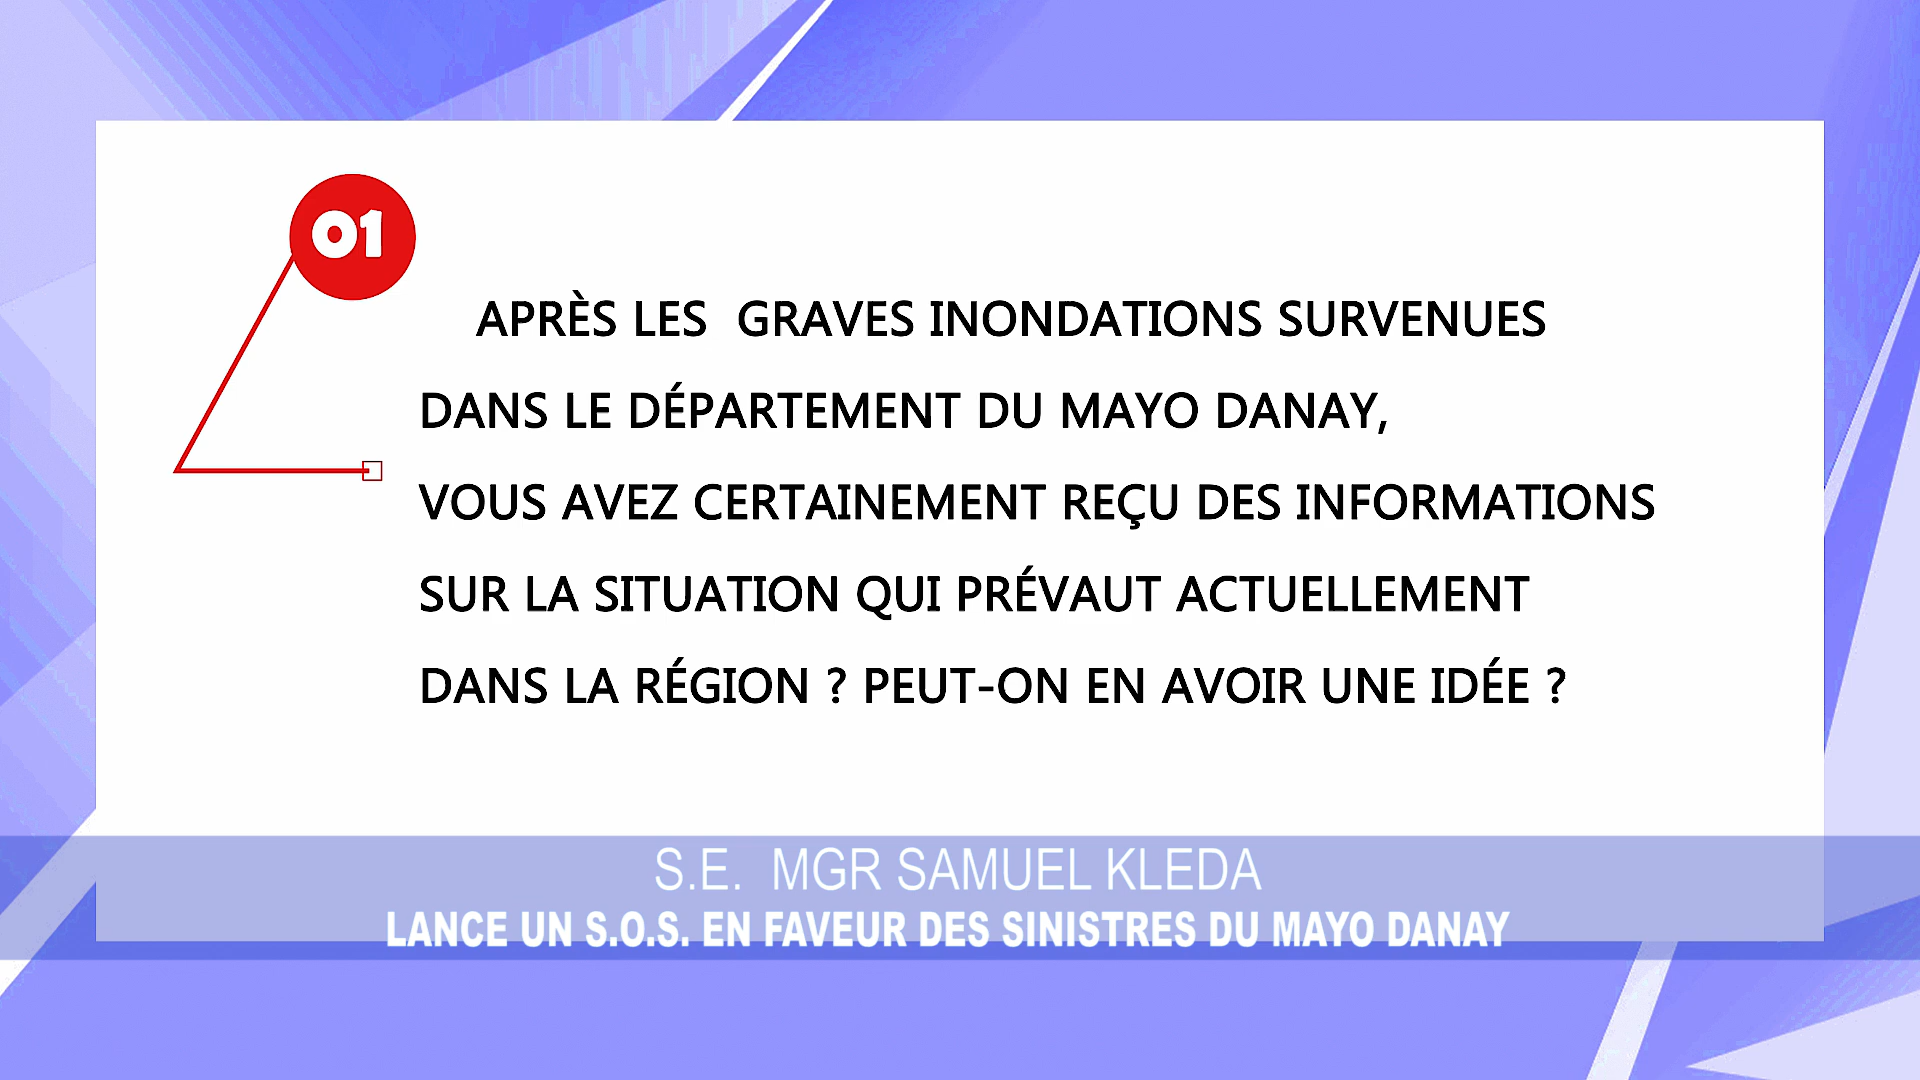 01
APRÈS LES  GRAVES INONDATIONS SURVENUES
DANS LE DÉPARTEMENT DU MAYO DANAY,
VOUS AVEZ CERTAINEMENT REÇU DES INFORMATIONS
SUR LA SITUATION QUI PRÉVAUT ACTUELLEMENT
DANS LA RÉGION ? PEUT-ON EN AVOIR UNE IDÉE ?
S.E.  MGR SAMUEL KLEDA
LANCE UN S.O.S. EN FAVEUR DES SINISTRES DU MAYO DANAY